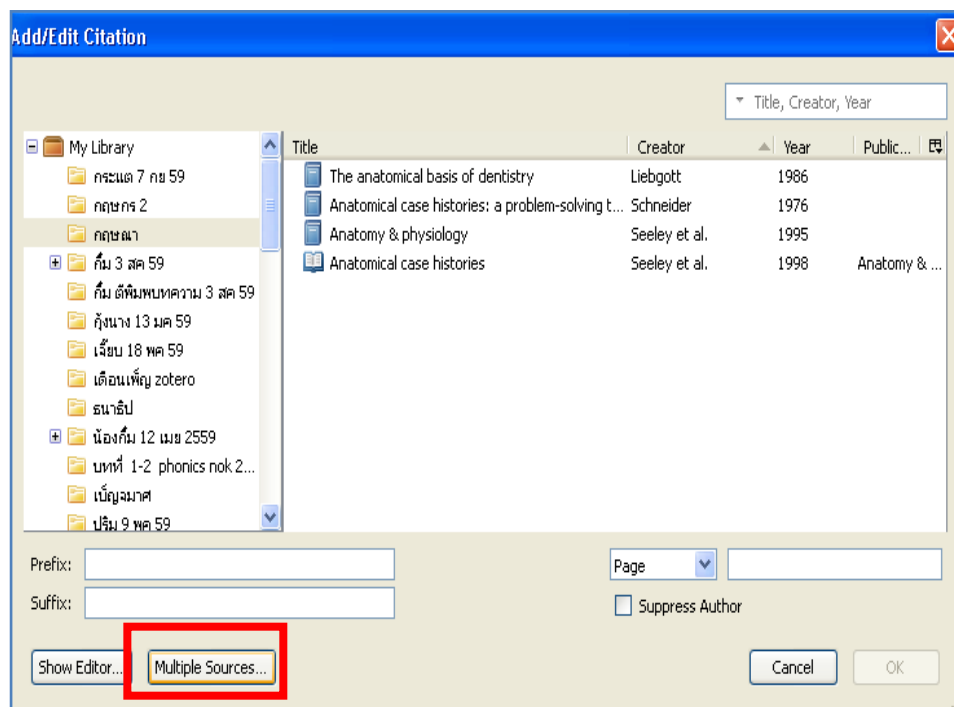 Add/Edit Citation
Title, Creator, Year
My Library
กระแต 7 กย 59
กฤษกร 2
กฤษณา
กิ๊ม 3 สค 59
กิ๊ม ตีพิมพบทความ 3 สค 59
กุ้งนาง 13 มค 59
เจี๊ยบ 18 พค 59
เดือนเพ็ญ zotero
ธนาธิป
น้องกิ๊ม 12 เมย 2559
บทที่ 1-2 phonics nok 2...
เบ็ญจมาศ
ปริม 9 พค 59
Title Creator Year Public...
The anatomical basis of dentistry Liebgott 1986
Anatomical case histories: a problem-solving t... Schneider 1976
Anatomy & physiology Seeley et al. 1995
Anatomical case histories Seeley et al. 1998 Anatomy & ...
Prefix:
Page
Suffix:
Suppress Author
Show Editor... Multiple Sources... Cancel OK